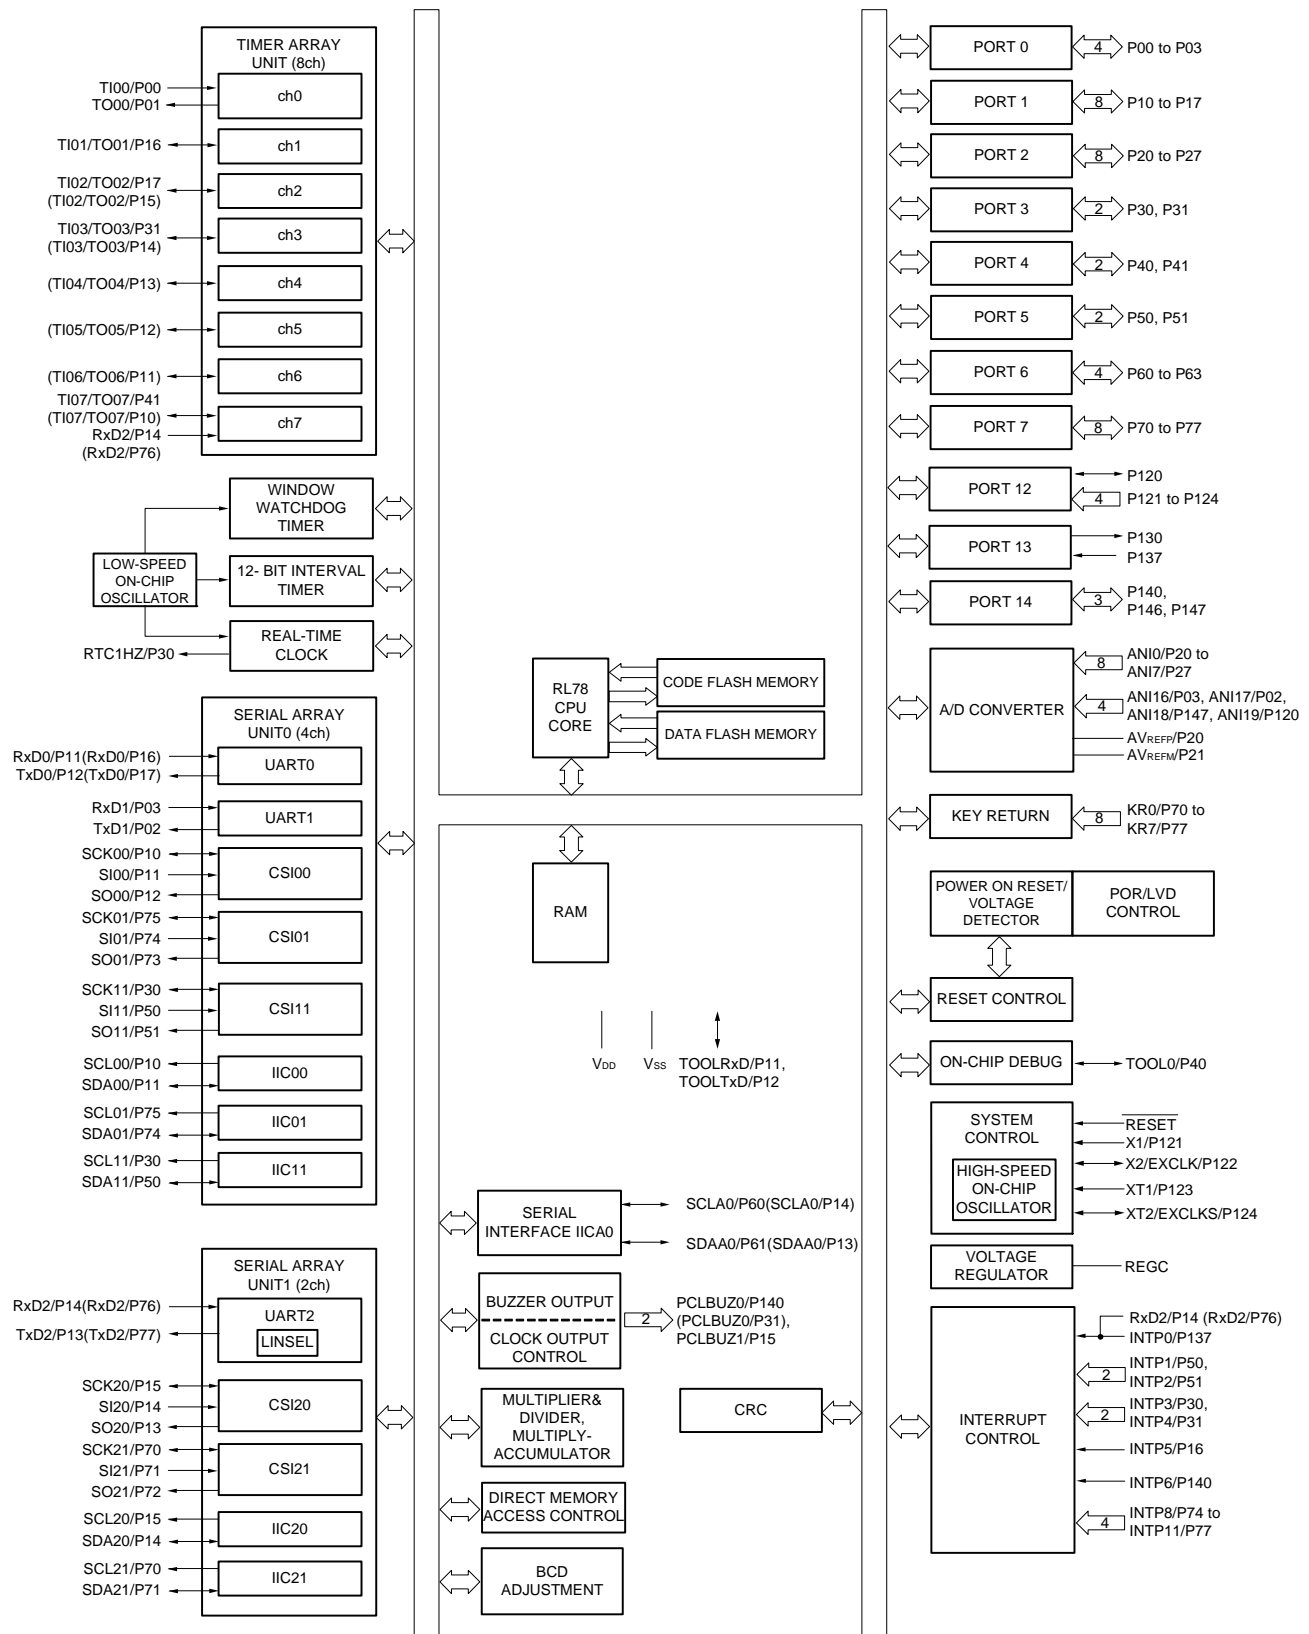 TIMER ARRAY
UNIT (8ch)
TI00/P00
TO00/P01
ch0
TI01/TO01/P16
ch1
TI02/TO02/P17
(TI02/TO02/P15)
ch2
TI03/TO03/P31
(TI03/TO03/P14)
ch3
(TI04/TO04/P13)
ch4
(TI05/TO05/P12)
ch5
(TI06/TO06/P11)
ch6
TI07/TO07/P41
(TI07/TO07/P10)
RxD2/P14
(RxD2/P76)
ch7
WINDOW
WATCHDOG
TIMER
LOW-SPEED
ON-CHIP
OSCILLATOR
12- BIT INTERVAL
TIMER
REAL-TIME
CLOCK
RTC1HZ/P30
SERIAL ARRAY
UNIT0 (4ch)
RxD0/P11(RxD0/P16)
TxD0/P12(TxD0/P17)
UART0
RxD1/P03
TxD1/P02
UART1
SCK00/P10
SI00/P11
SO00/P12
CSI00
SCK01/P75
SI01/P74
SO01/P73
CSI01
SCK11/P30
SI11/P50
SO11/P51
CSI11
SCL00/P10
SDA00/P11
IIC00
SCL01/P75
SDA01/P74
IIC01
SCL11/P30
SDA11/P50
IIC11
SERIAL ARRAY
UNIT1 (2ch)
RxD2/P14(RxD2/P76)
TxD2/P13(TxD2/P77)
UART2
LINSEL
SCK20/P15
SI20/P14
SO20/P13
CSI20
SCK21/P70
SI21/P71
SO21/P72
CSI21
SCL20/P15
SDA20/P14
IIC20
SCL21/P70
SDA21/P71
IIC21
RL78
CPU
CORE
CODE FLASH MEMORY
DATA FLASH MEMORY
RAM
VDD
VSS
TOOLRxD/P11,
TOOLTxD/P12
SERIAL
INTERFACE IICA0
SCLA0/P60(SCLA0/P14)
SDAA0/P61(SDAA0/P13)
BUZZER OUTPUT
CLOCK OUTPUT
CONTROL
2
PCLBUZ0/P140
(PCLBUZ0/P31),
PCLBUZ1/P15
MULTIPLIER&
DIVIDER,
MULTIPLY-
ACCUMULATOR
CRC
DIRECT MEMORY
ACCESS CONTROL
BCD
ADJUSTMENT
PORT 0
4
P00 to P03
PORT 1
8
P10 to P17
PORT 2
8
P20 to P27
PORT 3
2
P30, P31
PORT 4
2
P40, P41
PORT 5
2
P50, P51
PORT 6
4
P60 to P63
PORT 7
8
P70 to P77
PORT 12
P120
4
P121 to P124
PORT 13
P130
P137
PORT 14
3
P140,
P146, P147
A/D CONVERTER
8
ANI0/P20 to
ANI7/P27
4
ANI16/P03, ANI17/P02,
ANI18/P147, ANI19/P120
AVREFP/P20
AVREFM/P21
KEY RETURN
8
KR0/P70 to
KR7/P77
POWER ON RESET/
VOLTAGE
DETECTOR
POR/LVD
CONTROL
RESET CONTROL
ON-CHIP DEBUG
TOOL0/P40
SYSTEM
CONTROL
HIGH-SPEED
ON-CHIP
OSCILLATOR
RESET
X1/P121
X2/EXCLK/P122
XT1/P123
XT2/EXCLKS/P124
VOLTAGE
REGULATOR
REGC
INTERRUPT
CONTROL
RxD2/P14 (RxD2/P76)
INTP0/P137
2
INTP1/P50,
INTP2/P51
2
INTP3/P30,
INTP4/P31
INTP5/P16
INTP6/P140
4
INTP8/P74 to
INTP11/P77